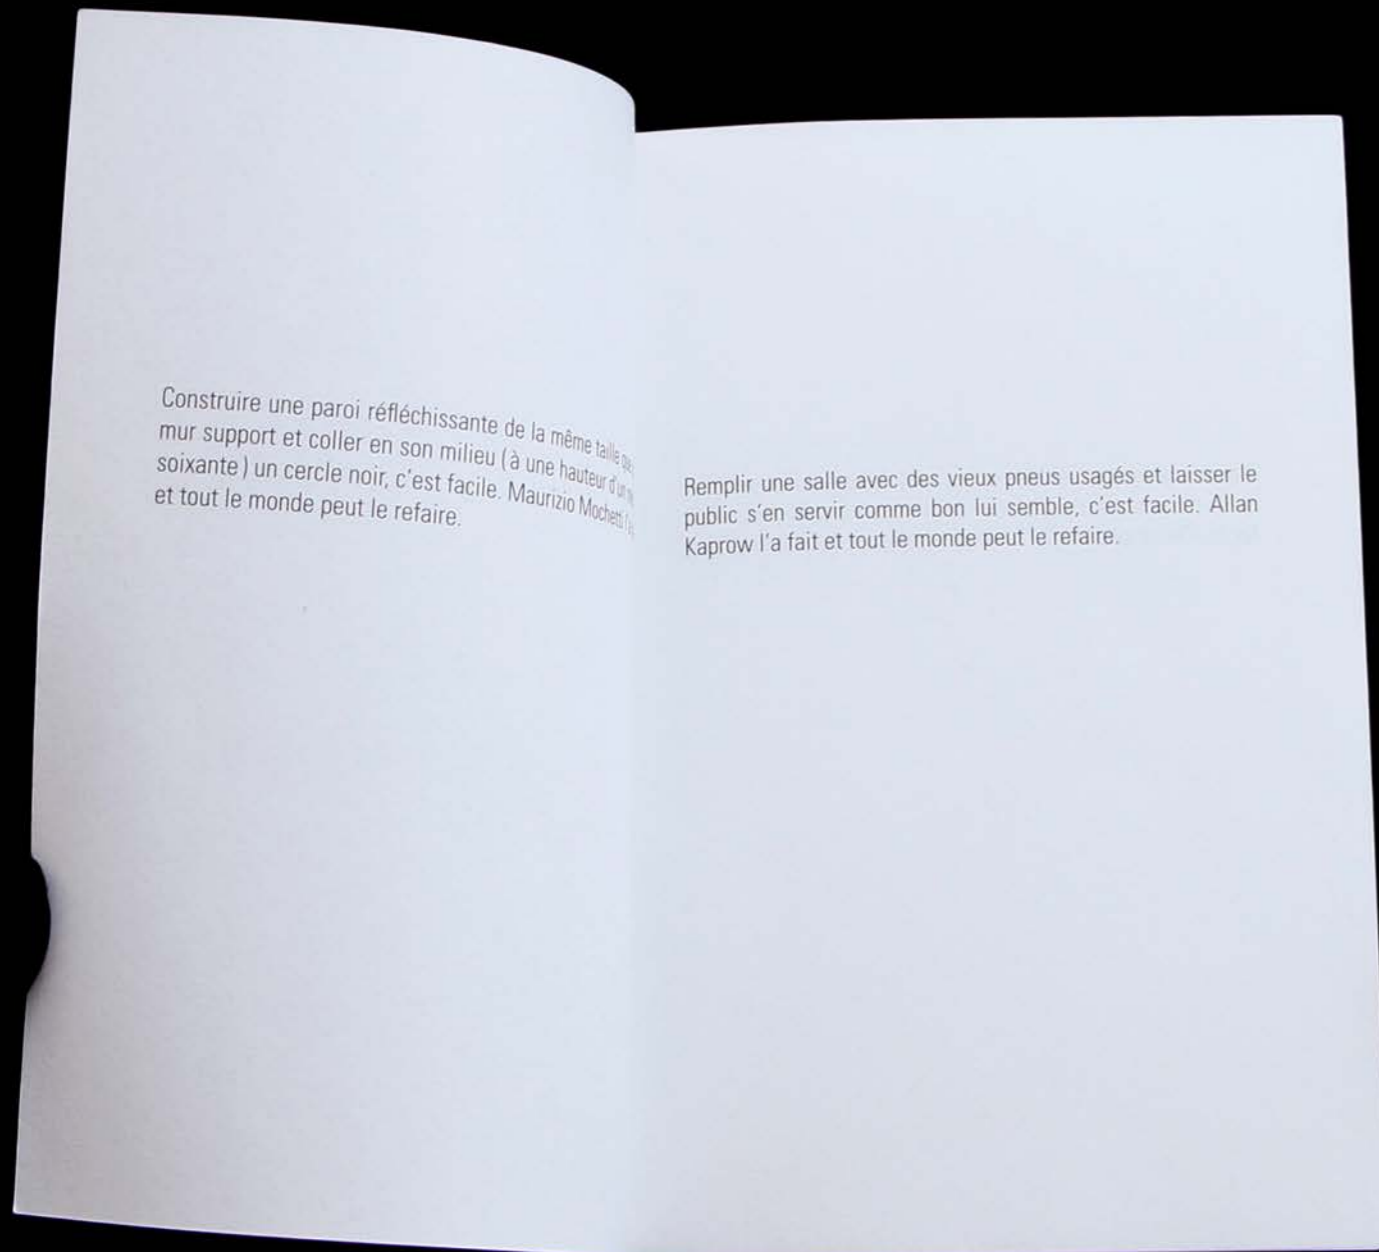 Construire une paroi réfléchissante de la même taille que
mur support et coller en son milieu (à une hauteur d'un
soixante) un cercle noir, c'est facile. Maurizio Mochetti
et tout le monde peut le refaire.
Remplir une salle avec des vieux pneus usagés et laisser le
public s'en servir comme bon lui semble, c'est facile. Allan
Kaprow l'a fait et tout le monde peut le refaire.